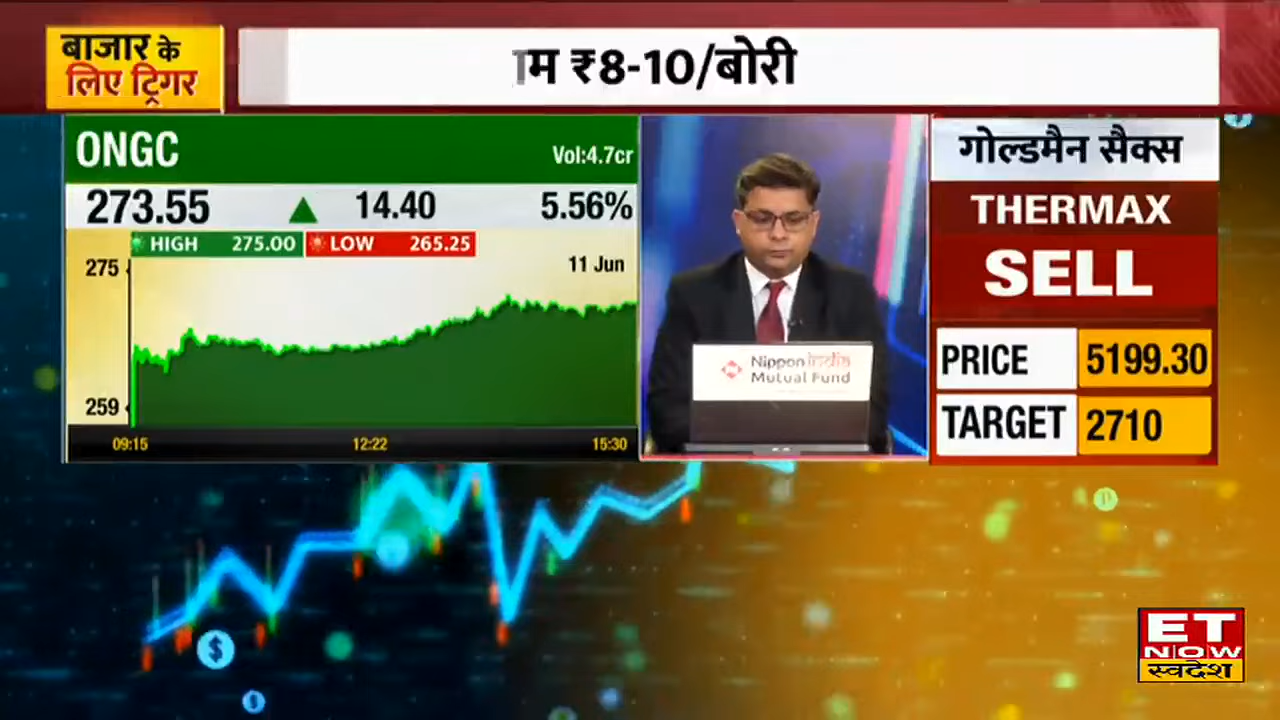 बाजार के
लिए ट्रिगर
₹8-10/बोरी
ONGC
Vol:4.7cr
273.55
14.40
5.56%
HIGH 275.00
LOW 265.25
275
11 Jun
259
09:15
12:22
15:30
Nippon india
Mutual Fund
गोल्डमैन सैक्स
THERMAX
SELL
PRICE 5199.30
TARGET 2710
ET
NOW
स्वदेश